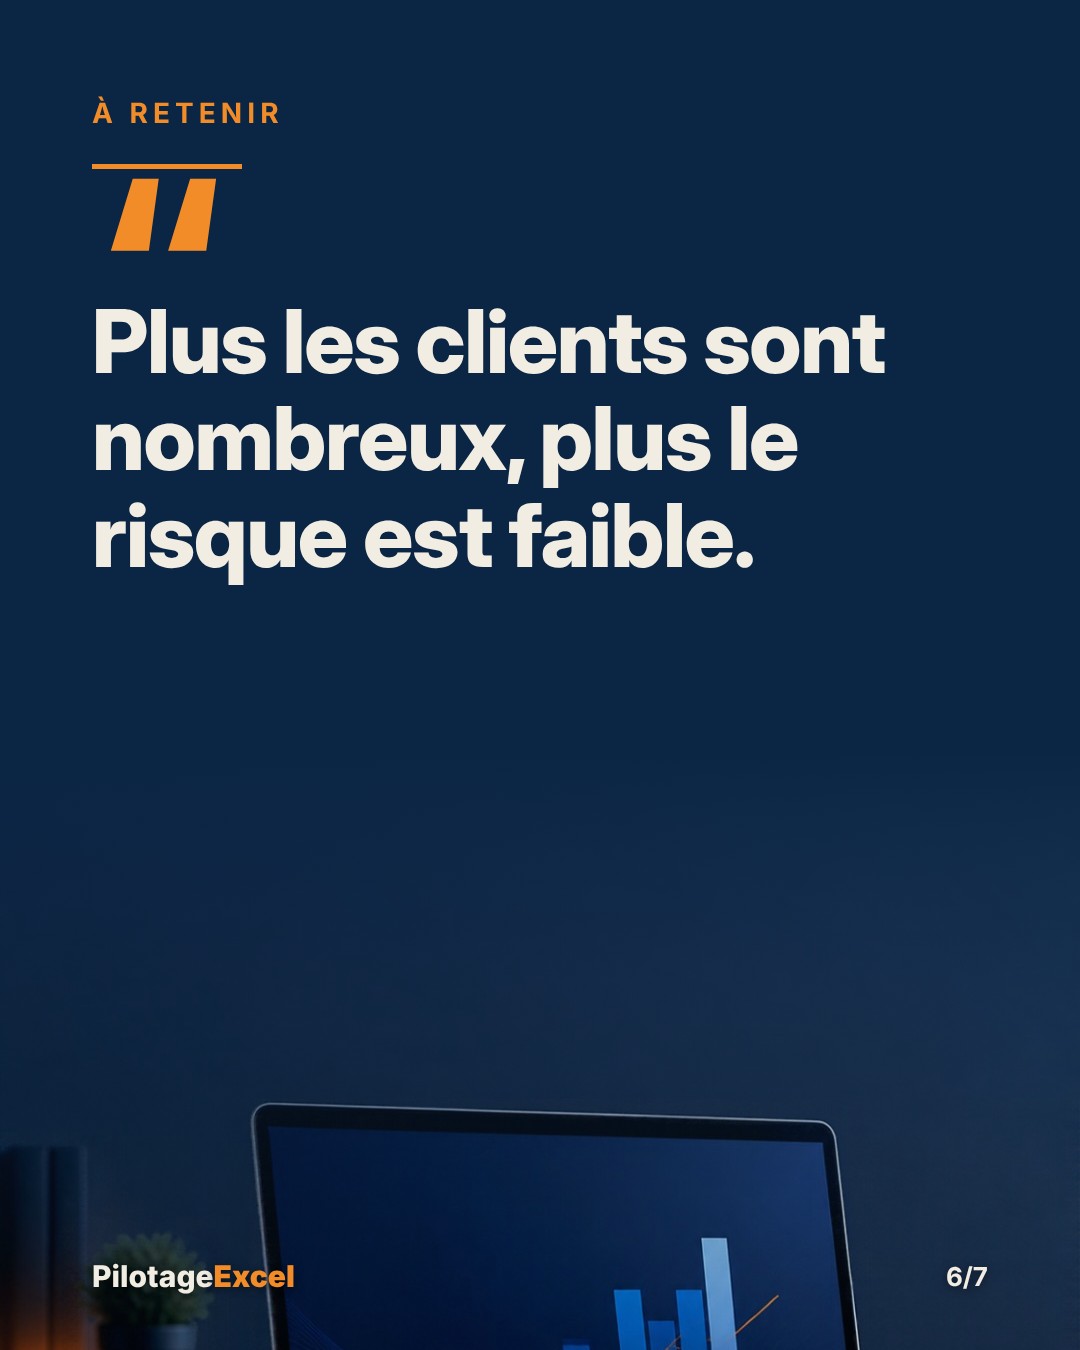 À RETENIR
"
Plus les clients sont
nombreux, plus le
risque est faible.
PilotageExcel
6/7